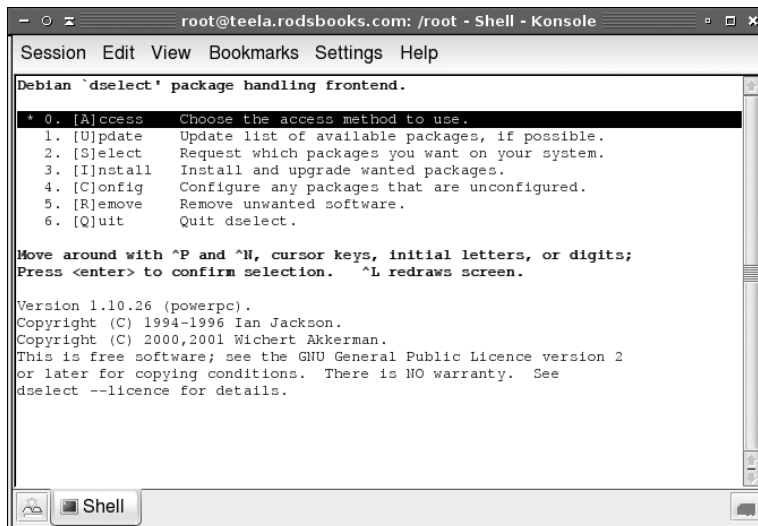 root@teela.rodsbooks.com: /root - Shell - Konsole
Session Edit View Bookmarks Settings Help
Debian `dselect' package handling frontend.
* 0. [A]ccess Choose the access method to use.
1. [U]pdate Update list of available packages, if possible.
2. [S]elect Request which packages you want on your system.
3. [I]nstall Install and upgrade wanted packages.
4. [C]onfig Configure any packages that are unconfigured.
5. [R]emove Remove unwanted software.
6. [Q]uit Quit dselect.
Move around with ^P and ^N, cursor keys, initial letters, or digits;
Press <enter> to confirm selection. ^L redraws screen.
Version 1.10.26 (powerpc).
Copyright (C) 1994-1996 Ian Jackson.
Copyright (C) 2000,2001 Wichert Akkerman.
This is free software; see the GNU General Public Licence version 2
or later for copying conditions. There is NO warranty. See
dselect --licence for details.
Shell